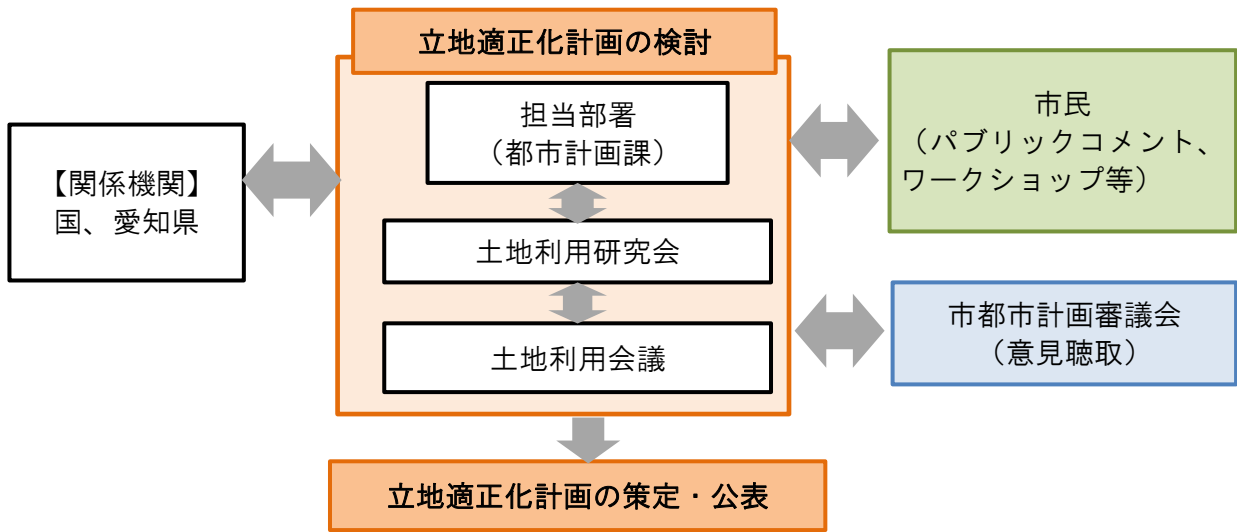 立地適正化計画の検討
担当部署
（都市計画課）
土地利用研究会
土地利用会議
【関係機関】
国、愛知県
市民
（パブリックコメント、
ワークショップ等）
市都市計画審議会
（意見聴取）
立地適正化計画の策定・公表